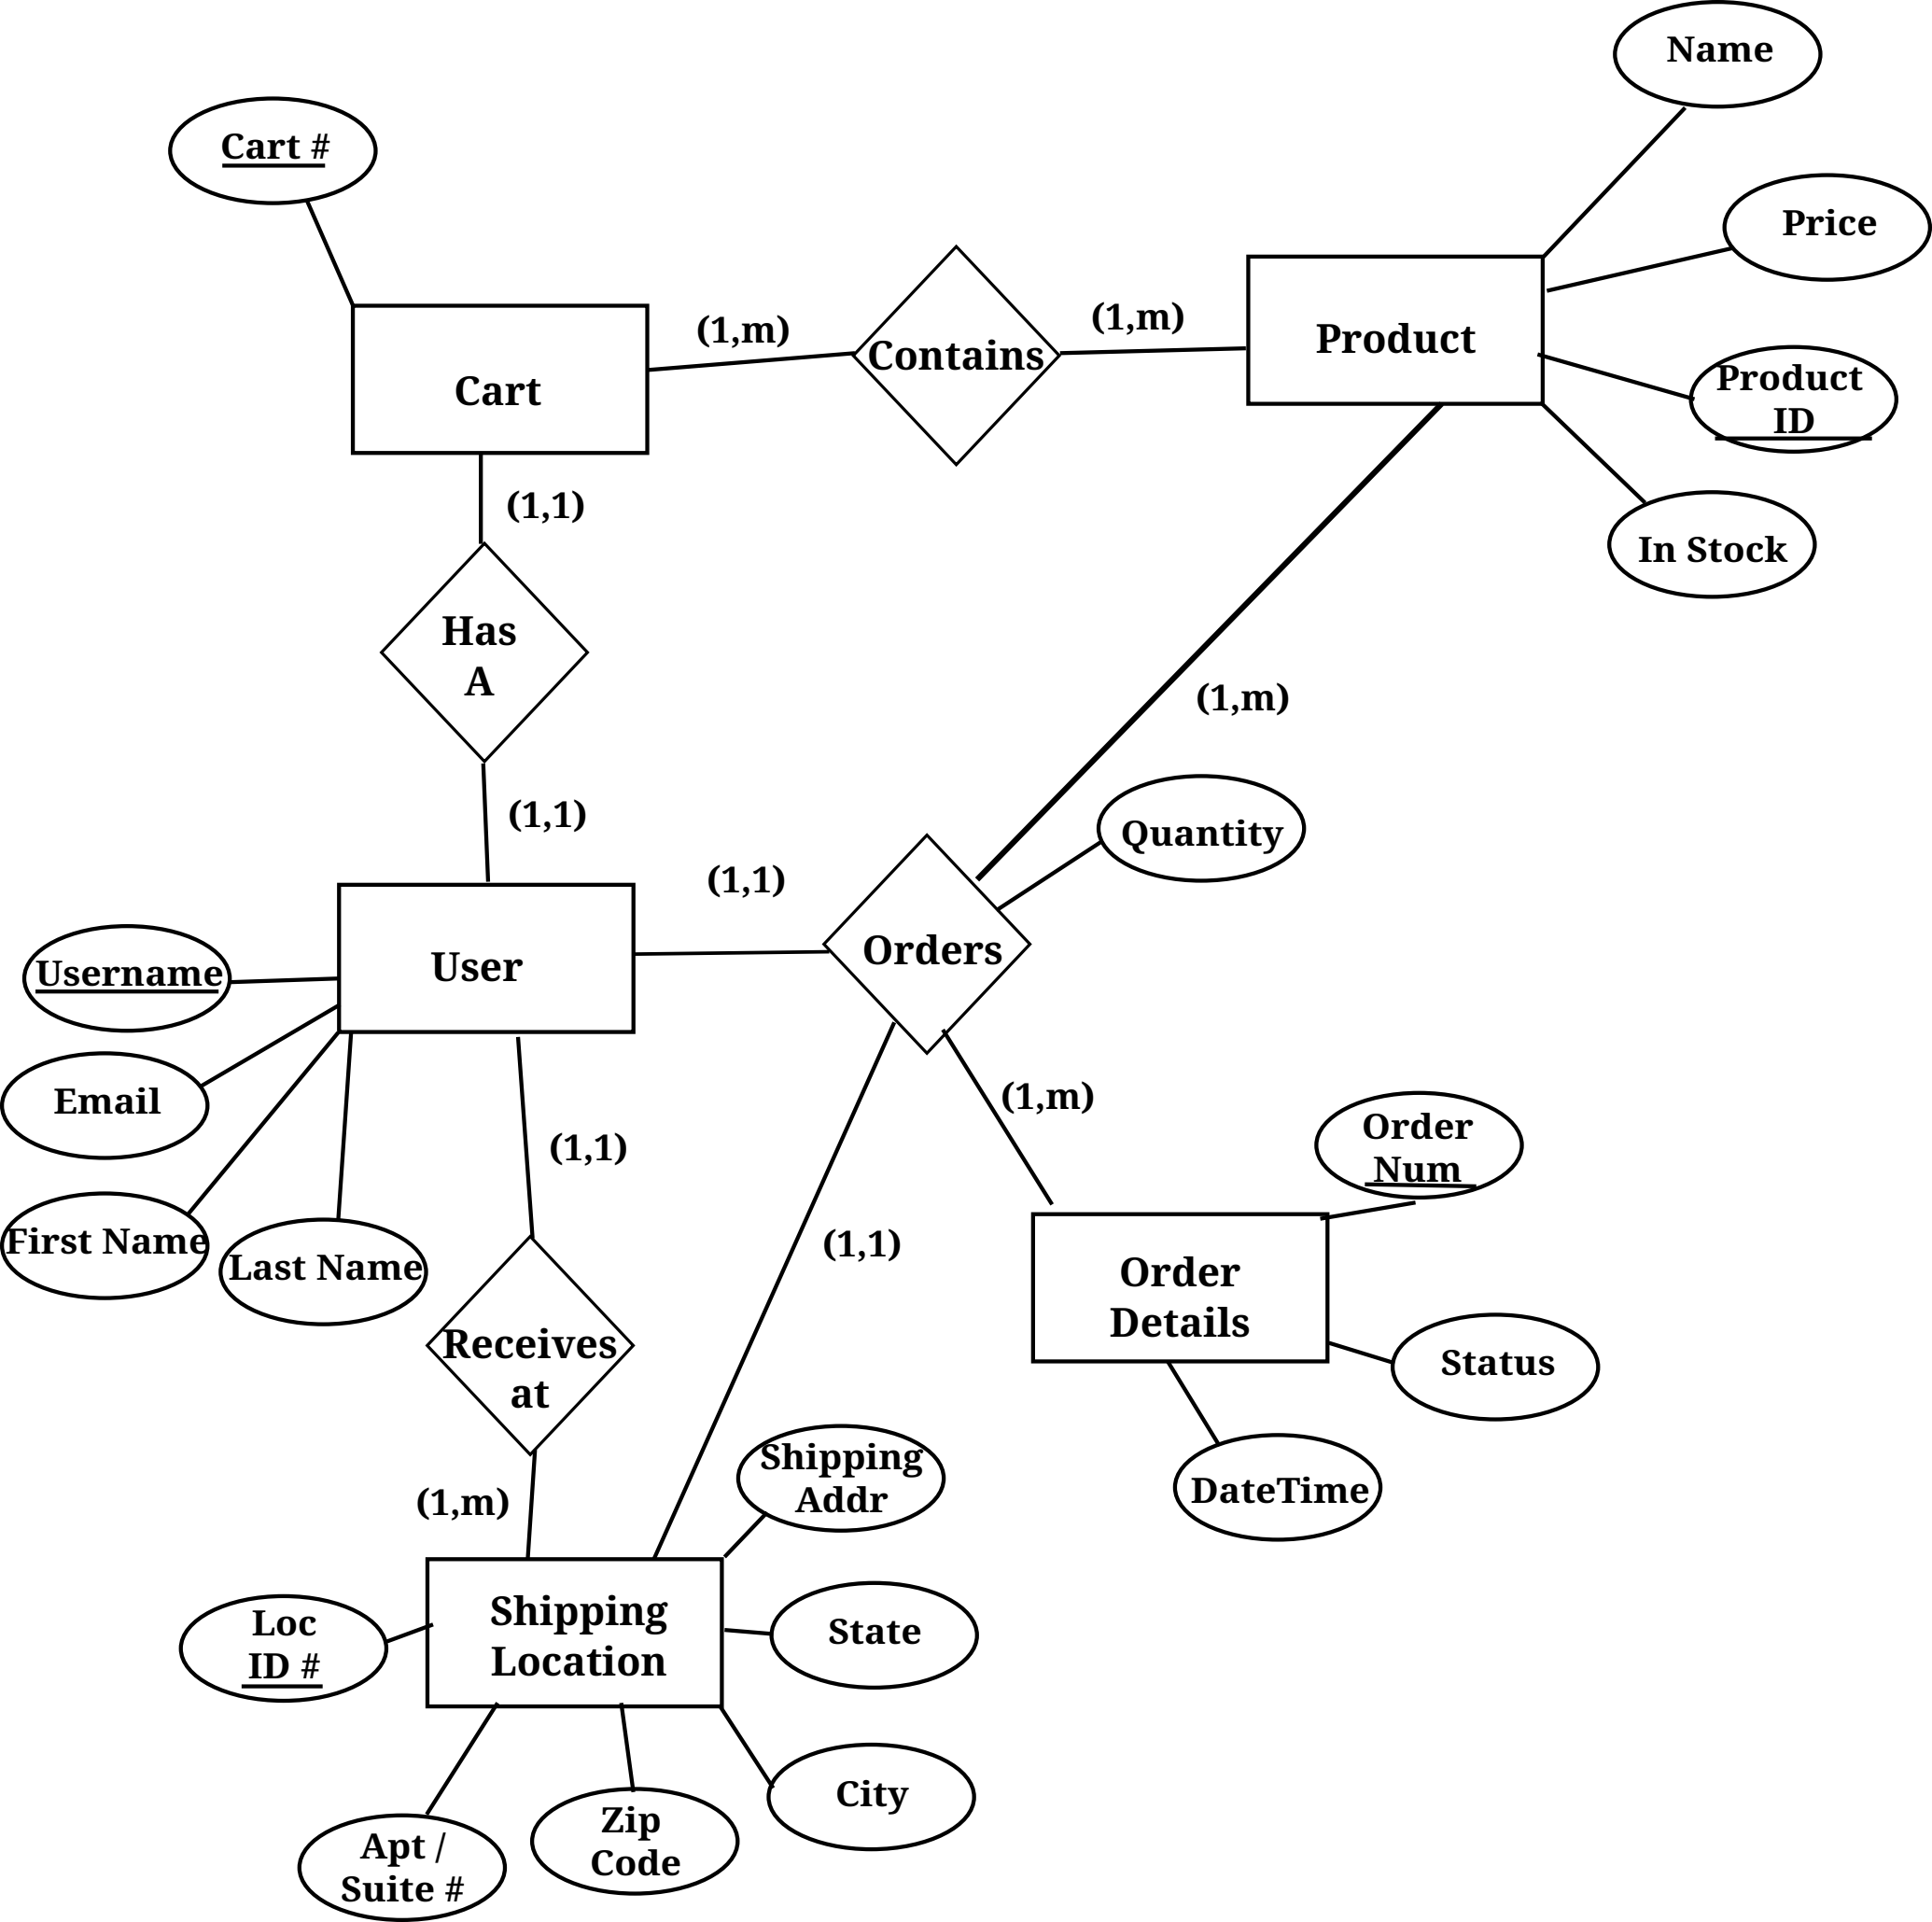 Name
Cart #
Price
(1,m)
(1,m)
Product
Contains
Cart
Product
ID
(1,1)
In Stock
Has
A
(1,m)
(1,1)
Quantity
(1,1)
Orders
User
Username
Email
(1,m)
Order
Num
(1,1)
First Name
Last Name
(1,1)
Order
Details
Receives
at
Status
Shipping
Addr
DateTime
(1,m)
Shipping
Location
Loc
ID #
State
City
Zip
Code
Apt /
Suite #